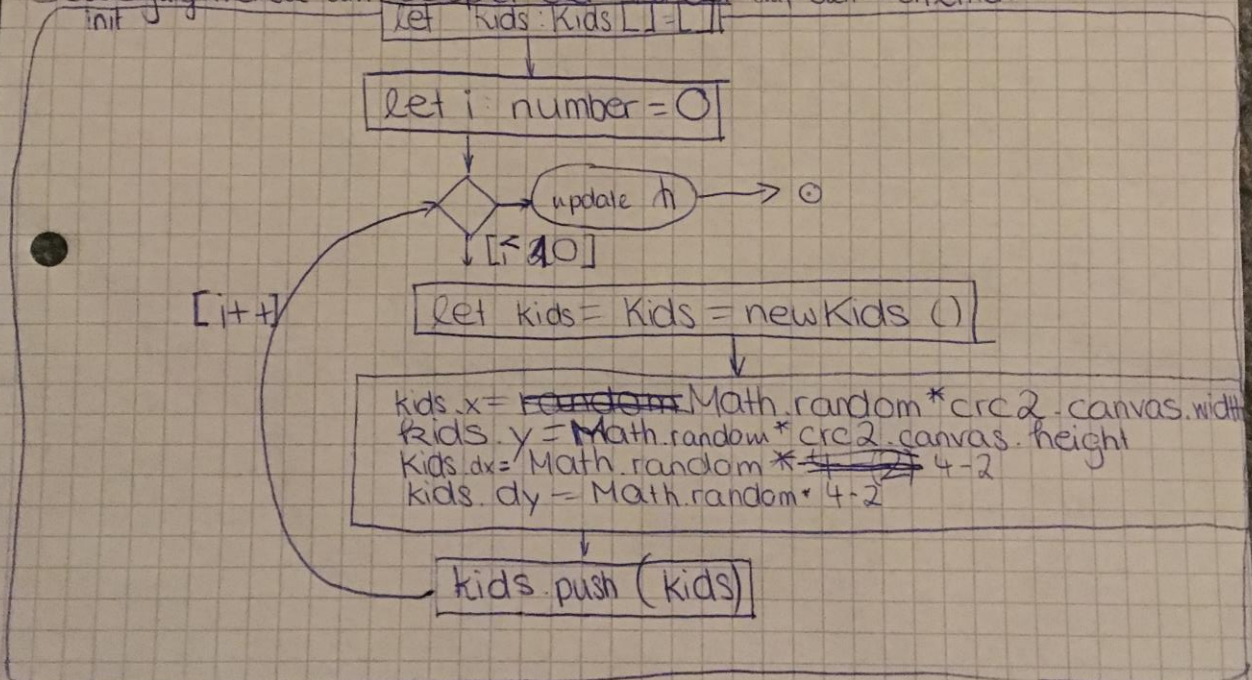 init
let kids: Kids[] = []
let i: number = 0
update
[i<10]
[i++]
let kids = Kids = new Kids ()
kids.x = Math.random * crc2.canvas.width
kids.y = Math.random * crc2.canvas.height
kids.dx = Math.random * 4-2
kids.dy = Math.random * 4-2
kids.push (kids)